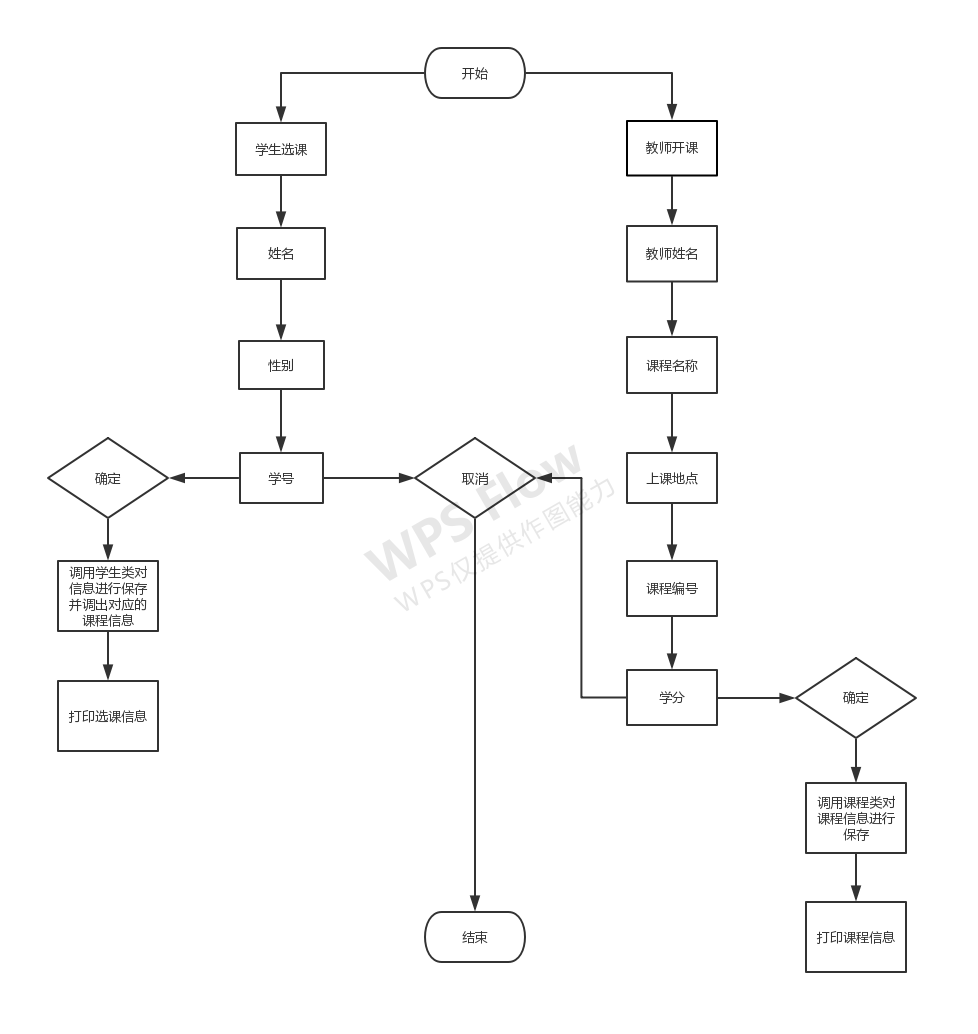 开始
学生选课
教师开课
姓名
教师姓名
性别
课程名称
确定
学号
取消
上课地点
WPS Flow
WPS仅提供作图能力
调用学生类对
信息进行保存
并调出对应的
课程信息
课程编号
打印选课信息
学分
确定
调用课程类对
课程信息进行
保存
结束
打印课程信息